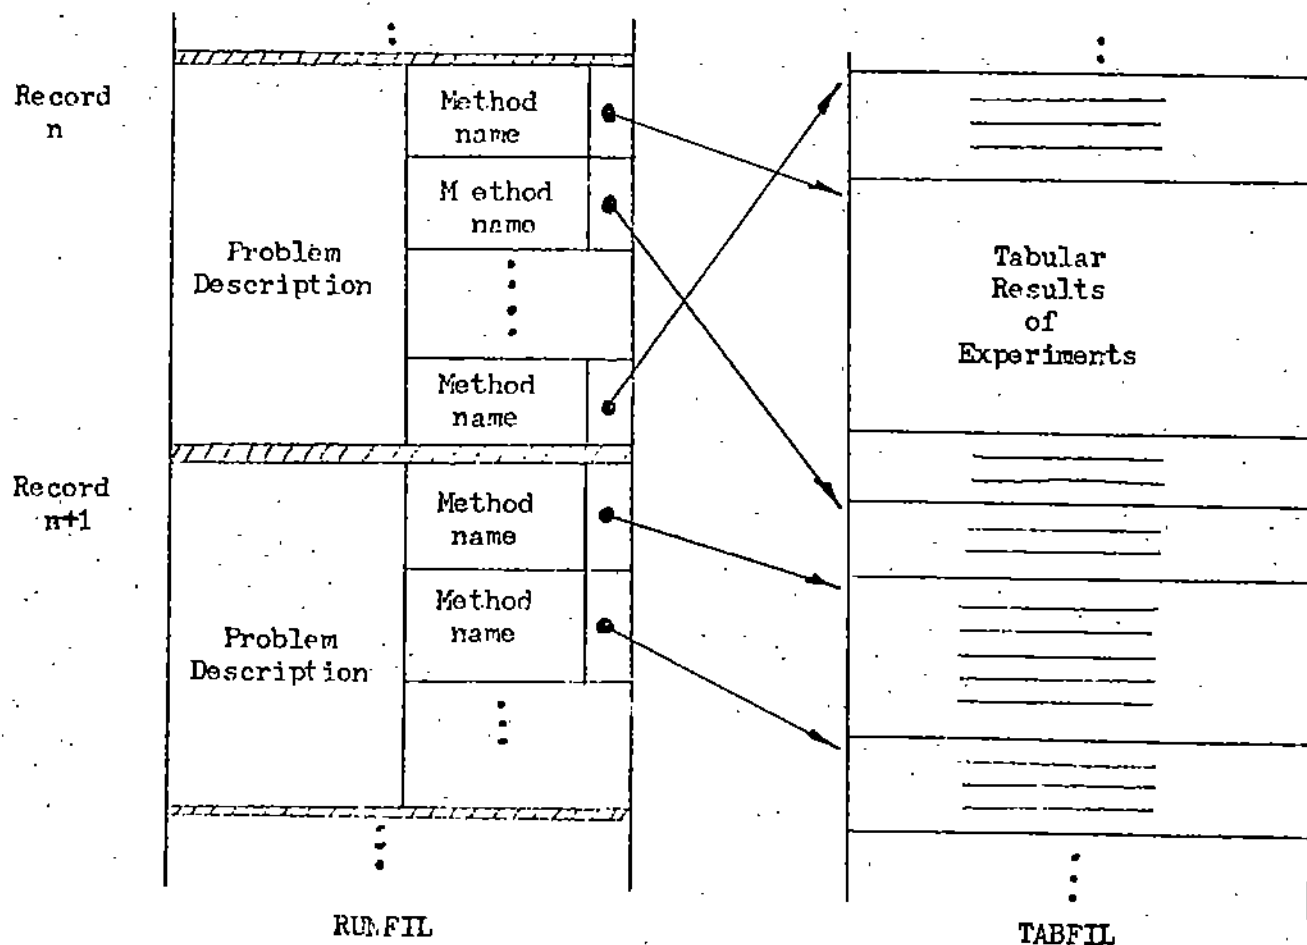 Record
n
Method
name
M ethod
name
Problem
Description
Method
name
Record
n+1
Method
name
Method
name
Problem
Description
RUNFIL
Tabular
Results
of
Experiments
TABFIL